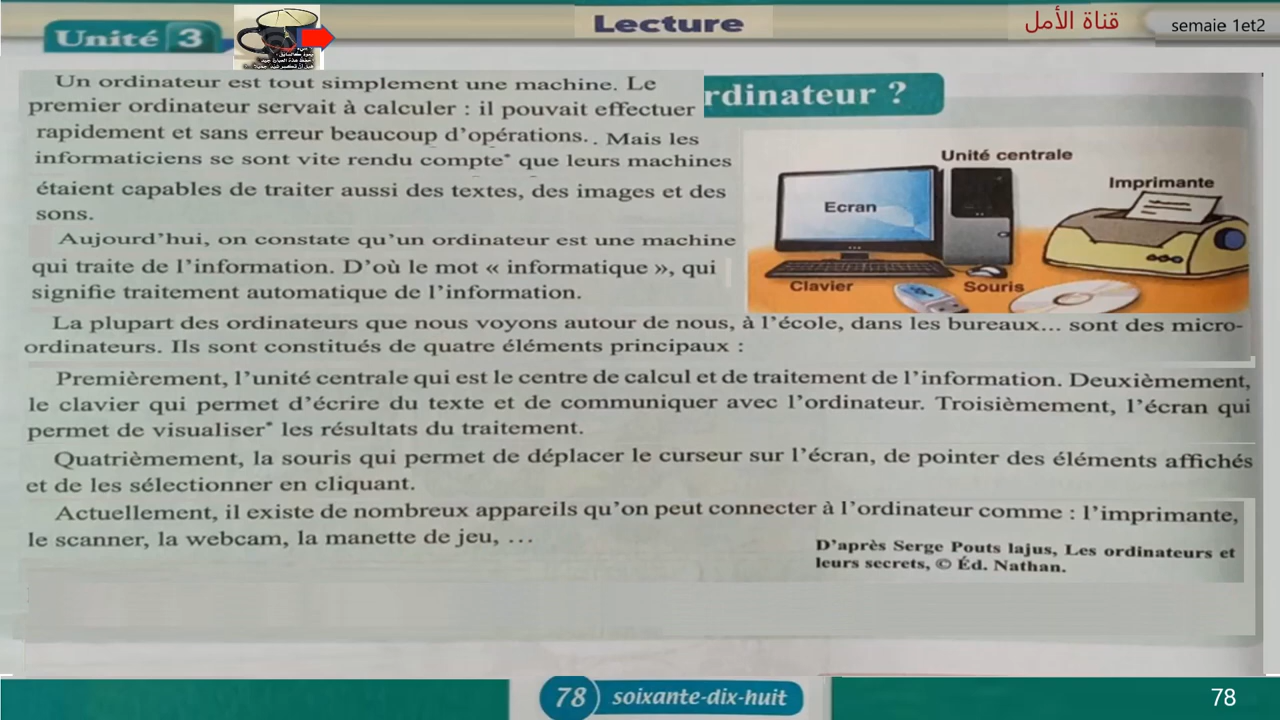 Unité 3
Lecture
قناة الأمل
semaie 1et2
rdinateur ?
Un ordinateur est tout simplement une machine. Le
premier ordinateur servait à calculer : il pouvait effectuer
rapidement et sans erreur beaucoup d'opérations. . Mais les
informaticiens se sont vite rendu compte* que leurs machines
étaient capables de traiter aussi des textes, des images et des
sons.
Aujourd'hui, on constate qu'un ordinateur est une machine
qui traite de l'information. D'où le mot « informatique », qui
signifie traitement automatique de l'information.
Unité centrale
Imprimante
Ecran
Clavier
Souris
La plupart des ordinateurs que nous voyons autour de nous, à l'école, dans les bureaux... sont des micro-
ordinateurs. Ils sont constitués de quatre éléments principaux :
Premièrement, l'unité centrale qui est le centre de calcul et de traitement de l'information. Deuxièmement,
le clavier qui permet d'écrire du texte et de communiquer avec l'ordinateur. Troisièmement, l'écran qui
permet de visualiser* les résultats du traitement.
Quatrièmement, la souris qui permet de déplacer le curseur sur l'écran, de pointer des éléments affichés
et de les sélectionner en cliquant.
Actuellement, il existe de nombreux appareils qu'on peut connecter à l'ordinateur comme : l'imprimante,
le scanner, la webcam, la manette de jeu, ...
D'après Serge Pouts lajus, Les ordinateurs et
leurs secrets, © Éd. Nathan.
78 soixante-dix-huit
78